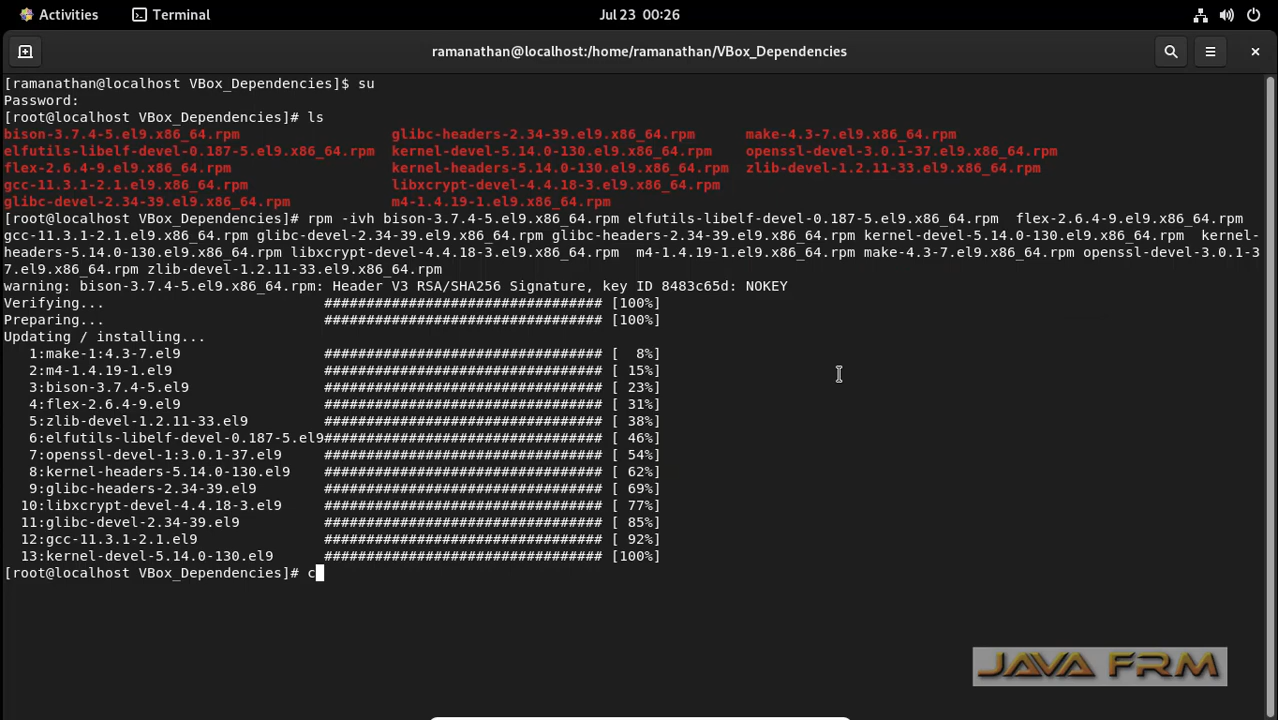 Activities Terminal Jul 23 00:26
ramanathan@localhost:/home/ramanathan/VBox_Dependencies
[ramanathan@localhost VBox_Dependencies]$ su
Password:
[root@localhost VBox_Dependencies]# ls
bison-3.7.4-5.el9.x86_64.rpm glibc-headers-2.34-39.el9.x86_64.rpm make-4.3-7.el9.x86_64.rpm
elfutils-libelf-devel-0.187-5.el9.x86_64.rpm kernel-devel-5.14.0-130.el9.x86_64.rpm openssl-devel-3.0.1-37.el9.x86_64.rpm
flex-2.6.4-9.el9.x86_64.rpm kernel-headers-5.14.0-130.el9.x86_64.rpm zlib-devel-1.2.11-33.el9.x86_64.rpm
gcc-11.3.1-2.1.el9.x86_64.rpm libxcrypt-devel-4.4.18-3.el9.x86_64.rpm
glibc-devel-2.34-39.el9.x86_64.rpm m4-1.4.19-1.el9.x86_64.rpm
[root@localhost VBox_Dependencies]# rpm -ivh bison-3.7.4-5.el9.x86_64.rpm elfutils-libelf-devel-0.187-5.el9.x86_64.rpm  flex-2.6.4-9.el9.x86_64.rpm
gcc-11.3.1-2.1.el9.x86_64.rpm glibc-devel-2.34-39.el9.x86_64.rpm glibc-headers-2.34-39.el9.x86_64.rpm kernel-devel-5.14.0-130.el9.x86_64.rpm  kernel-
headers-5.14.0-130.el9.x86_64.rpm libxcrypt-devel-4.4.18-3.el9.x86_64.rpm  m4-1.4.19-1.el9.x86_64.rpm make-4.3-7.el9.x86_64.rpm openssl-devel-3.0.1-3
7.el9.x86_64.rpm zlib-devel-1.2.11-33.el9.x86_64.rpm
warning: bison-3.7.4-5.el9.x86_64.rpm: Header V3 RSA/SHA256 Signature, key ID 8483c65d: NOKEY
Verifying... ################################# [100%]
Preparing... ################################# [100%]
Updating / installing...
1:make-1:4.3-7.el9 ################################# [  8%]
2:m4-1.4.19-1.el9 ################################# [ 15%]
3:bison-3.7.4-5.el9 ################################# [ 23%]
4:flex-2.6.4-9.el9 ################################# [ 31%]
5:zlib-devel-1.2.11-33.el9 ################################# [ 38%]
6:elfutils-libelf-devel-0.187-5.el9################################# [ 46%]
7:openssl-devel-1:3.0.1-37.el9 ################################# [ 54%]
8:kernel-headers-5.14.0-130.el9 ################################# [ 62%]
9:glibc-headers-2.34-39.el9 ################################# [ 69%]
10:libxcrypt-devel-4.4.18-3.el9 ################################# [ 77%]
11:glibc-devel-2.34-39.el9 ################################# [ 85%]
12:gcc-11.3.1-2.1.el9 ################################# [ 92%]
13:kernel-devel-5.14.0-130.el9 ################################# [100%]
[root@localhost VBox_Dependencies]# c
JAVA FRM